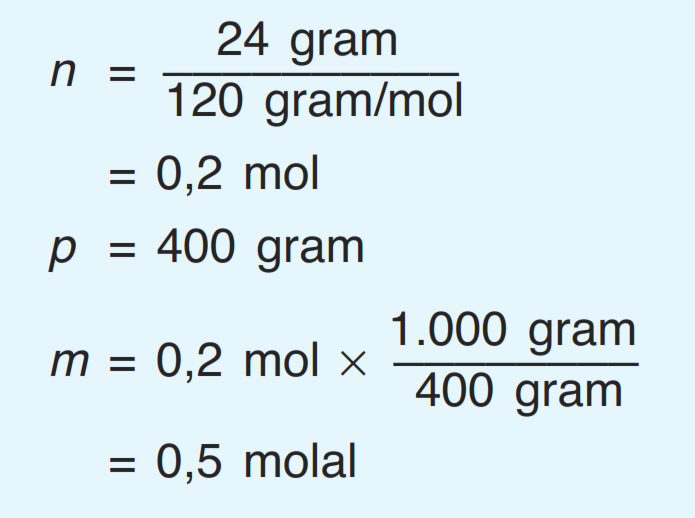 n = 24 gram
120 gram/mol
= 0,2 mol
p = 400 gram
m = 0,2 mol × 1.000 gram
400 gram
= 0,5 molal